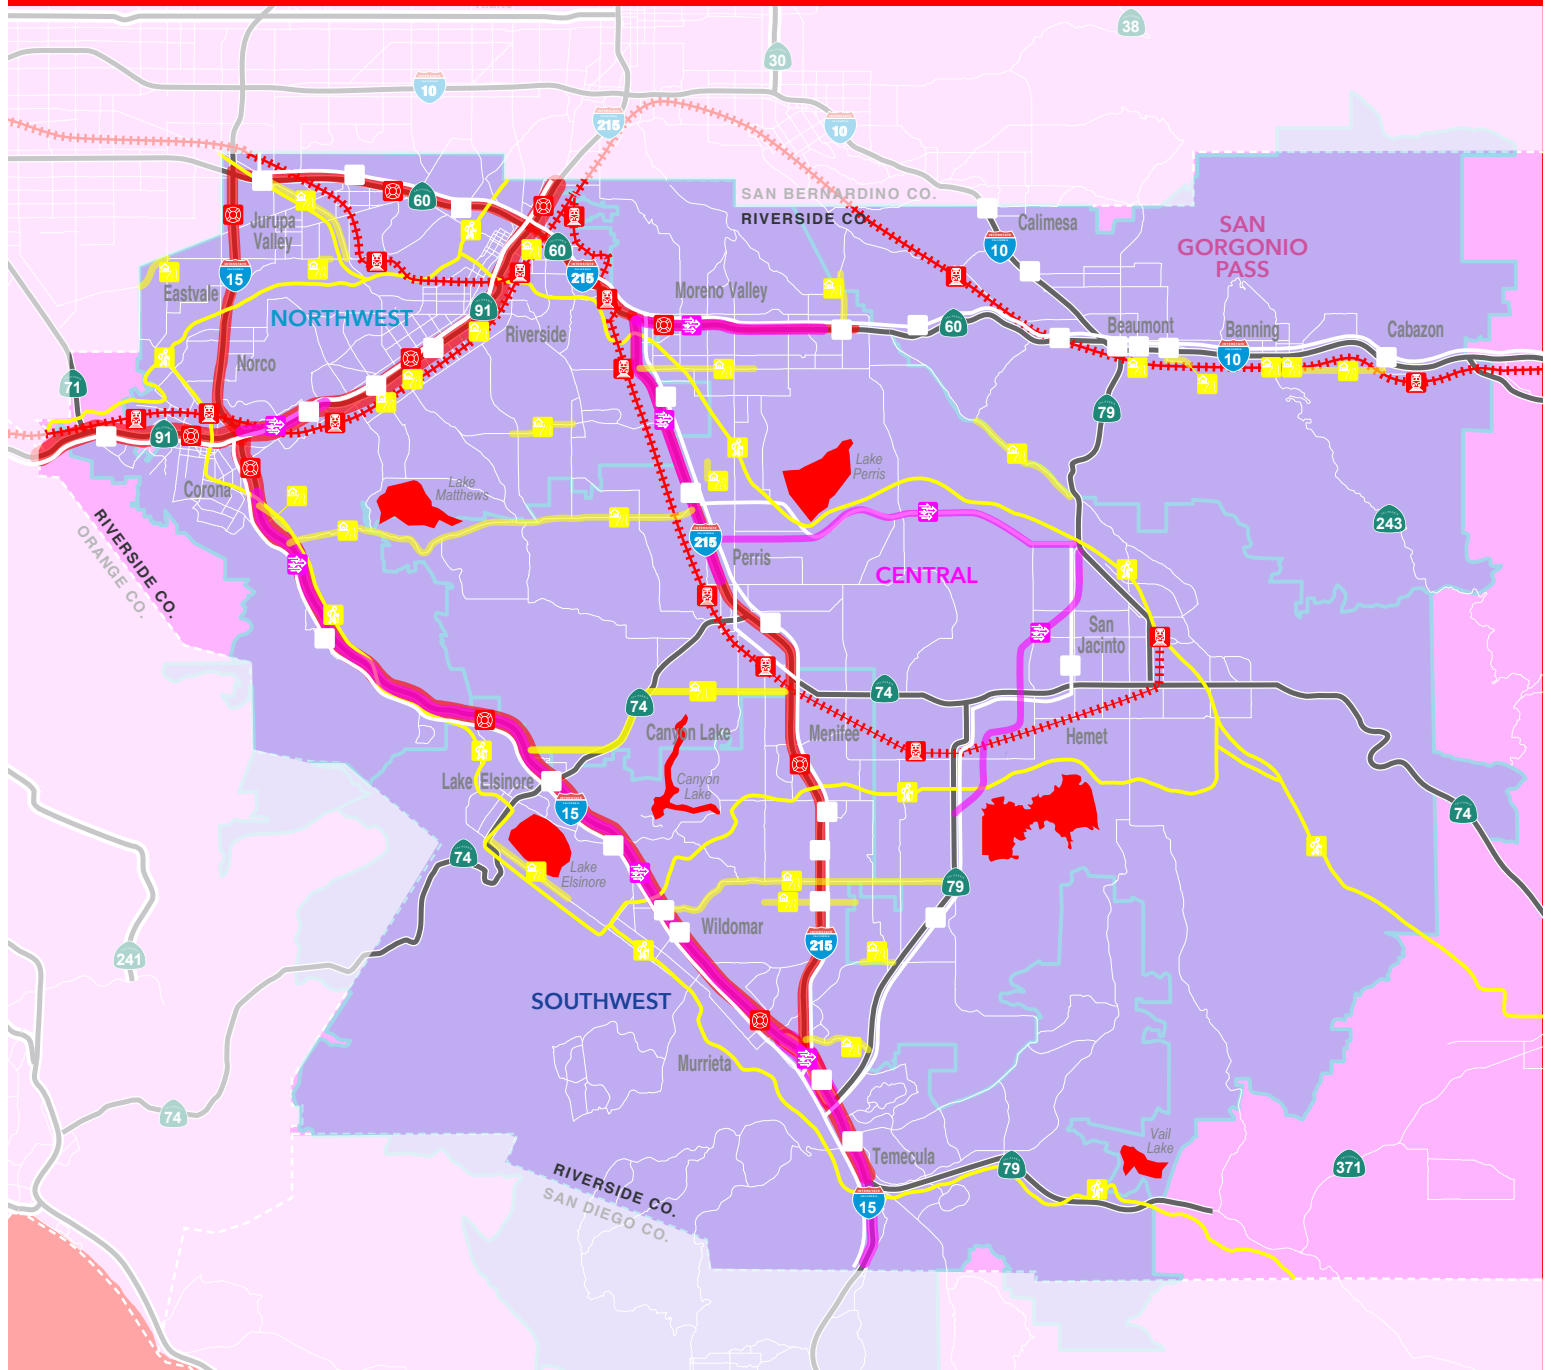 38
30
10
215
10
SAN BERNARDINO CO.
RIVERSIDE CO.
60
Jurupa
Valley
Calimesa
SAN
GORGONIO
PASS
60
10
15
215
Eastvale
Moreno Valley
NORTHWEST
91
Riverside
60
Beaumont
Banning
Cabazon
10
Norco
71
79
91
Lake
Perris
Corona
Lake
Matthews
RIVERSIDE CO.
ORANGE CO.
243
215
Perris
CENTRAL
San
Jacinto
74
74
Canyon Lake
Menifee
Hemet
Lake Elsinore
Canyon
Lake
15
74
74
Lake
Elsinore
79
Wildomar
215
241
SOUTHWEST
Murrieta
74
Temecula
Vail
Lake
79
371
RIVERSIDE CO.
SAN DIEGO CO.
15